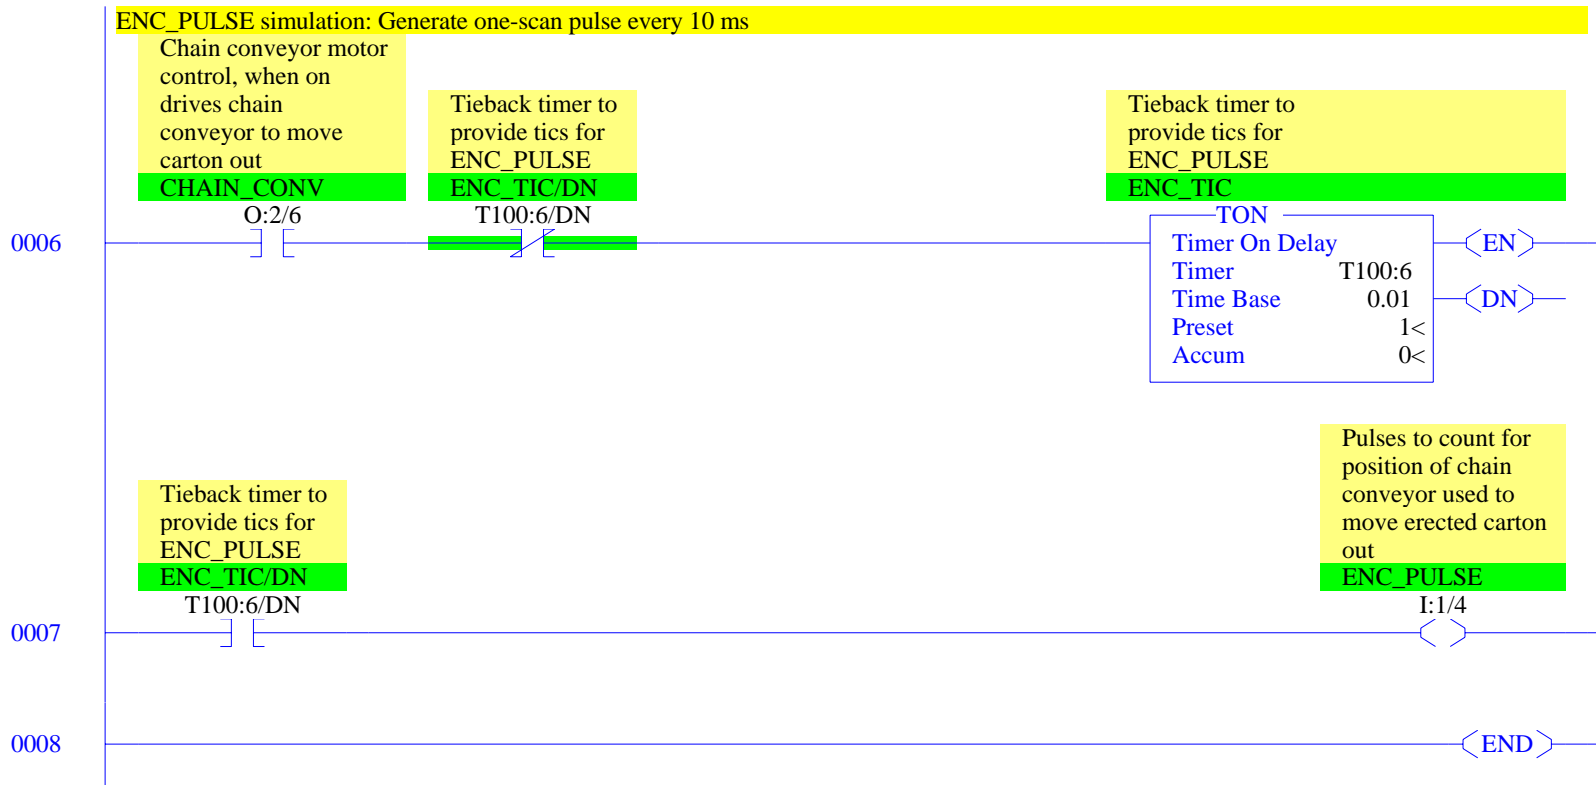 ENC_PULSE simulation: Generate one-scan pulse every 10 ms
Chain conveyor motor
control, when on
drives chain
conveyor to move
carton out
CHAIN_CONV
O:2/6
Tieback timer to
provide tics for
ENC_PULSE
ENC_TIC/DN
T100:6/DN
Tieback timer to
provide tics for
ENC_PULSE
ENC_TIC
0006
TON
Timer On Delay
Timer T100:6
Time Base 0.01
Preset 1<
Accum 0<
EN
DN
Tieback timer to
provide tics for
ENC_PULSE
ENC_TIC/DN
T100:6/DN
Pulses to count for
position of chain
conveyor used to
move erected carton
out
ENC_PULSE
I:1/4
0007
0008
END